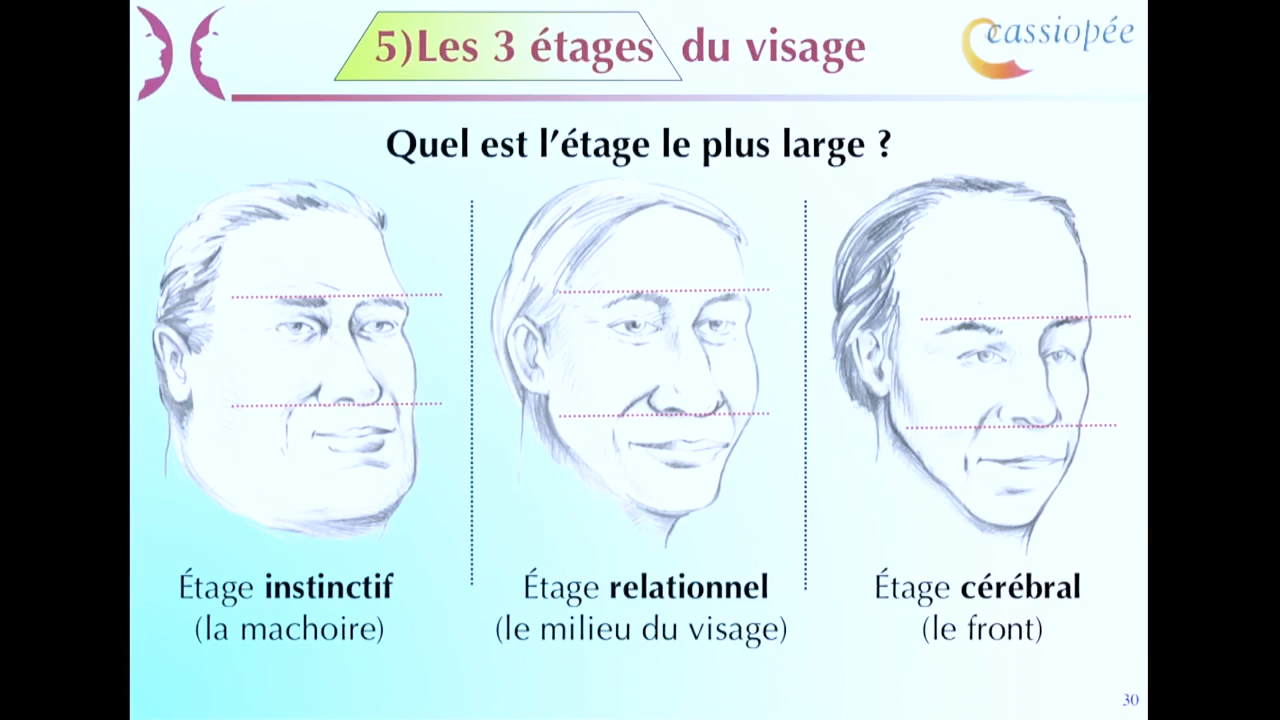 5)Les 3 étages du visage
cassiopée
Quel est l'étage le plus large ?
Étage instinctif
(la machoire)
Étage relationnel
(le milieu du visage)
Étage cérébral
(le front)
30